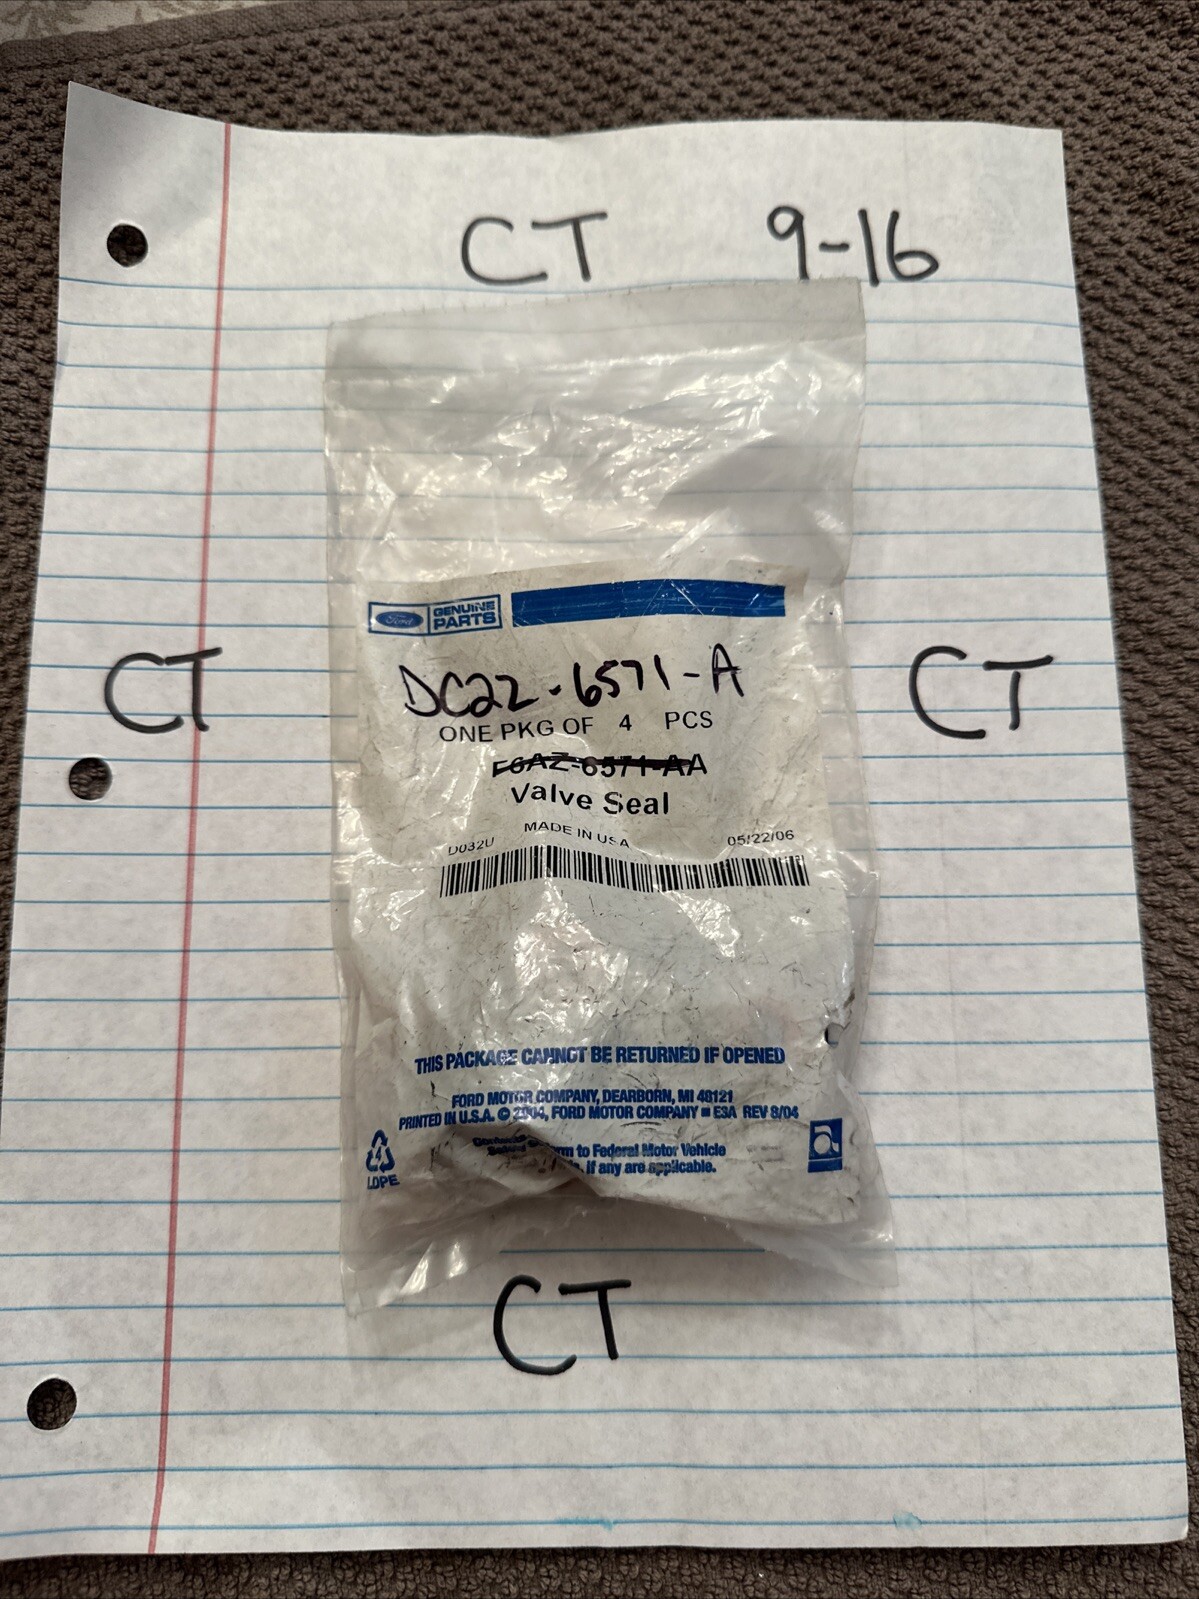 CT 9-16
Ford GENUINE PARTS
CT
DC2Z-6571-A
CT
ONE PKG OF 4 PCS
F6AZ-6571-AA
Valve Seal
MADE IN USA
D032U 05/22/06
THIS PACKAGE CANNOT BE RETURNED IF OPENED
FORD MOTOR COMPANY, DEARBORN, MI 48121
PRINTED IN U.S.A. © 2004, FORD MOTOR COMPANY ■ E3A REV 8/04
to Federal Motor Vehicle
if any are applicable.
4
LDPE
CT